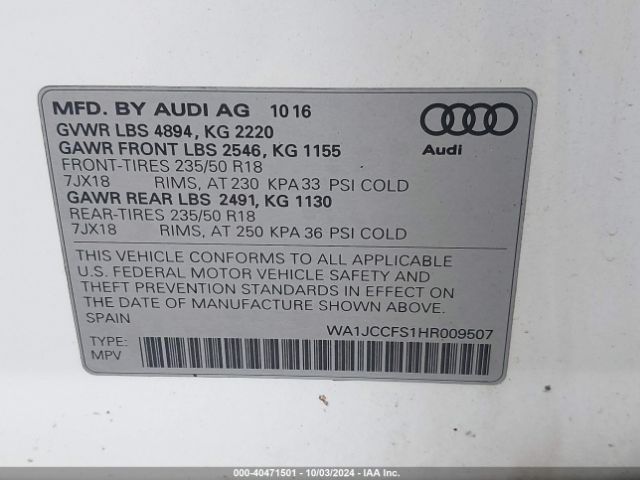 MFD. BY AUDI AG 10 16
GVWR LBS 4894, KG 2220
GAWR FRONT LBS 2546, KG 1155
FRONT-TIRES 235/50 R18
7JX18 RIMS, AT 230 KPA 33 PSI COLD
GAWR REAR LBS 2491, KG 1130
REAR-TIRES 235/50 R18
7JX18 RIMS, AT 250 KPA 36 PSI COLD
Audi
THIS VEHICLE CONFORMS TO ALL APPLICABLE
U.S. FEDERAL MOTOR VEHICLE SAFETY AND
THEFT PREVENTION STANDARDS IN EFFECT ON
THE DATE OF MANUFACTURE SHOWN ABOVE.
SPAIN
WA1JCCFS1HR009507
TYPE:
MPV
000-40471501 - 10/03/2024 - IAAI.com